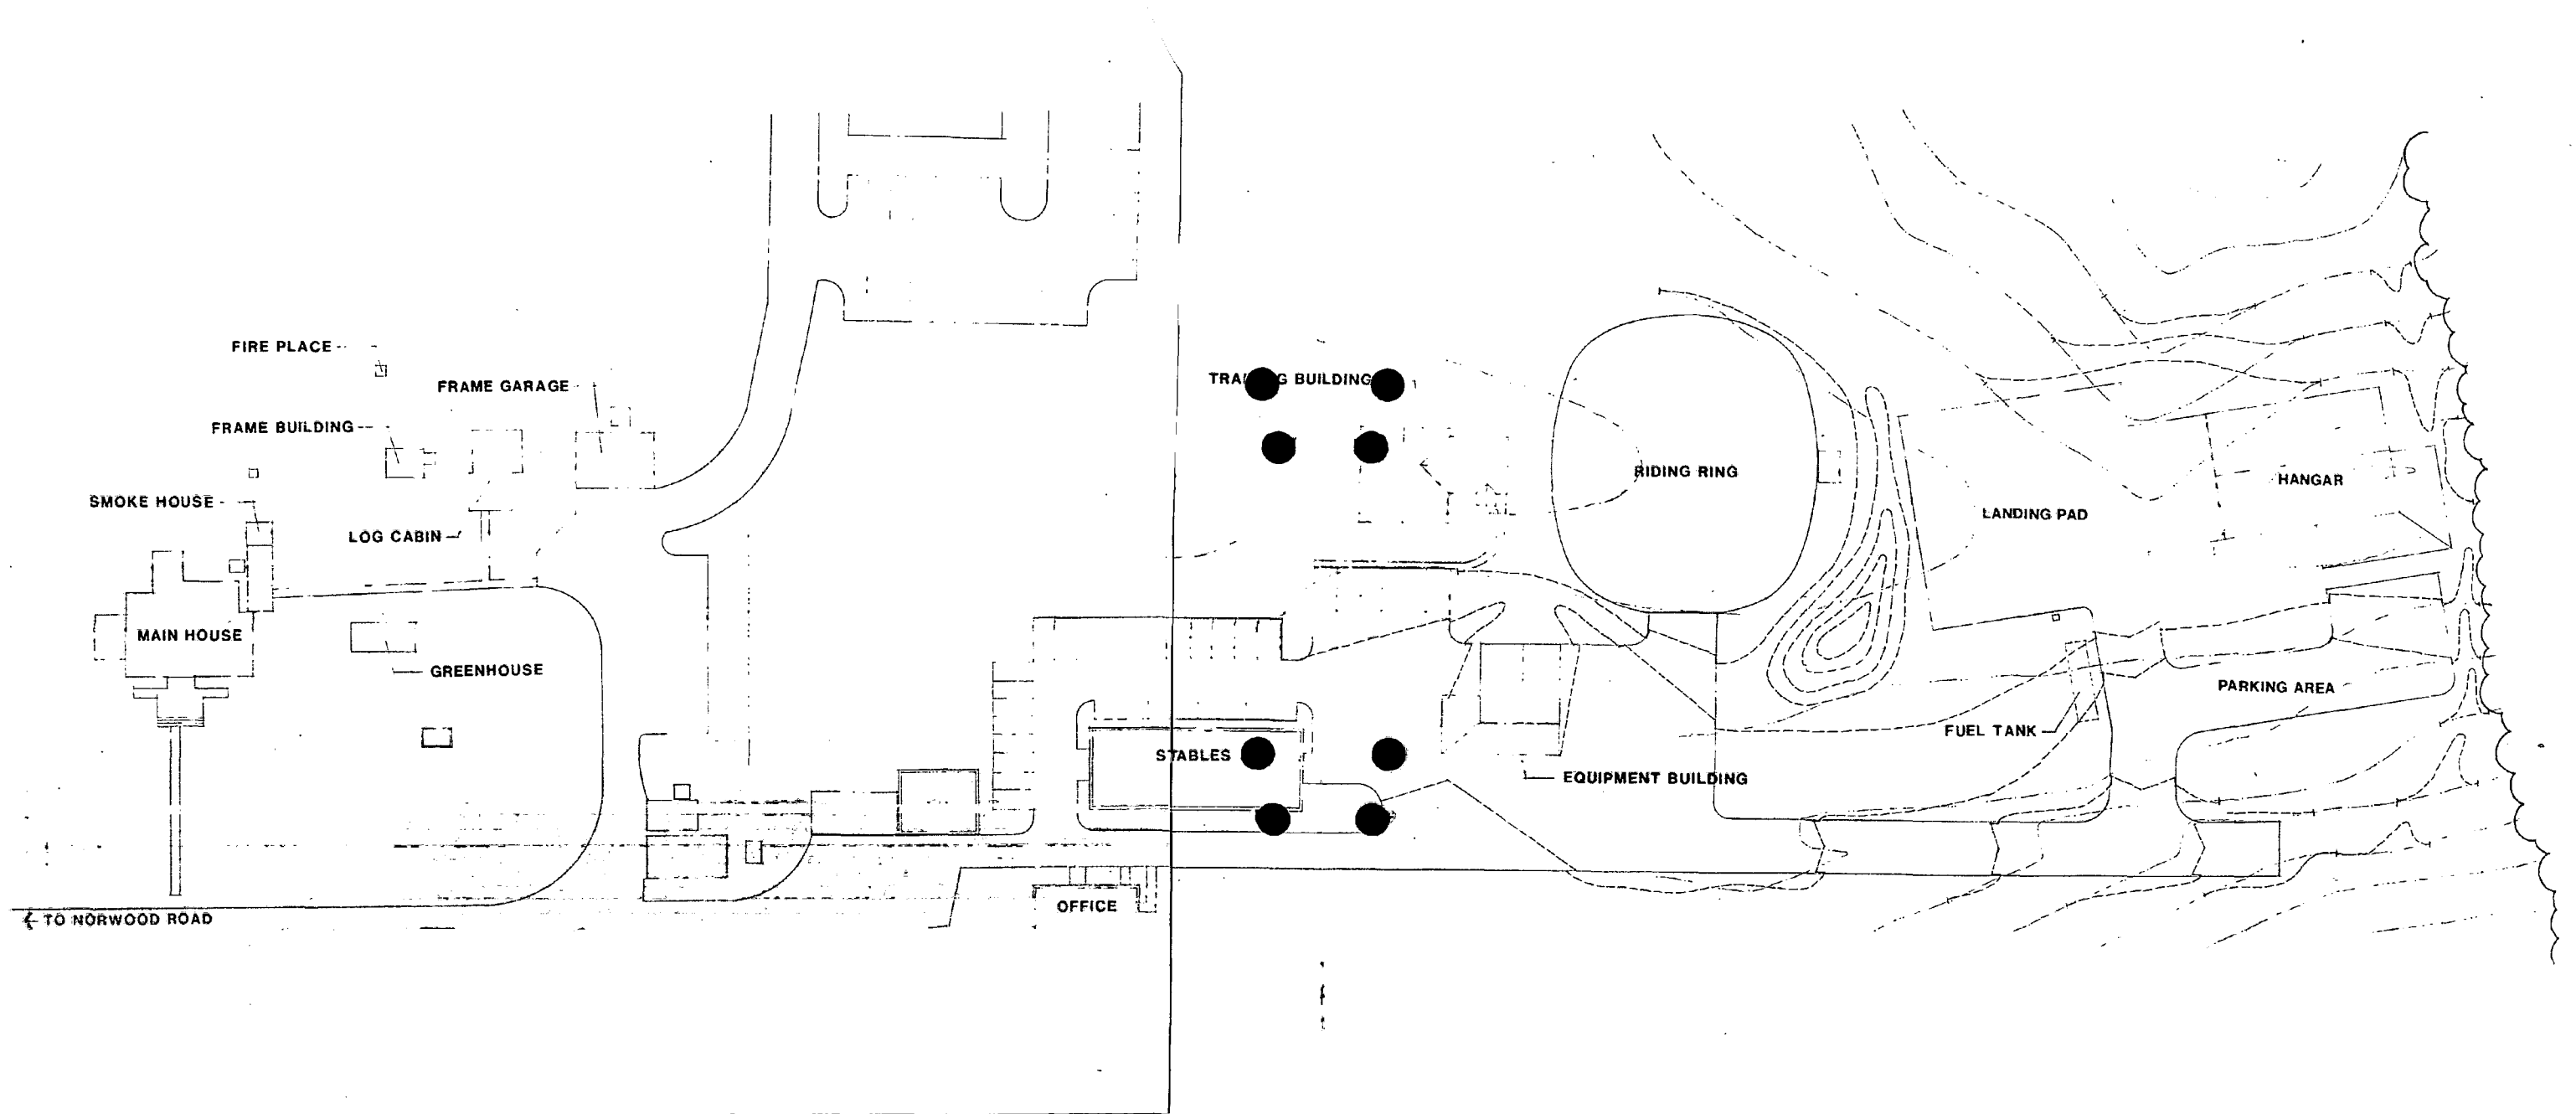 FIRE PLACE
FRAME GARAGE
TRAINING BUILDING
FRAME BUILDING
RIDING RING
HANGAR
SMOKE HOUSE
LANDING PAD
LOG CABIN
MAIN HOUSE
GREENHOUSE
PARKING AREA
FUEL TANK
STABLES
EQUIPMENT BUILDING
OFFICE
TO NORWOOD ROAD